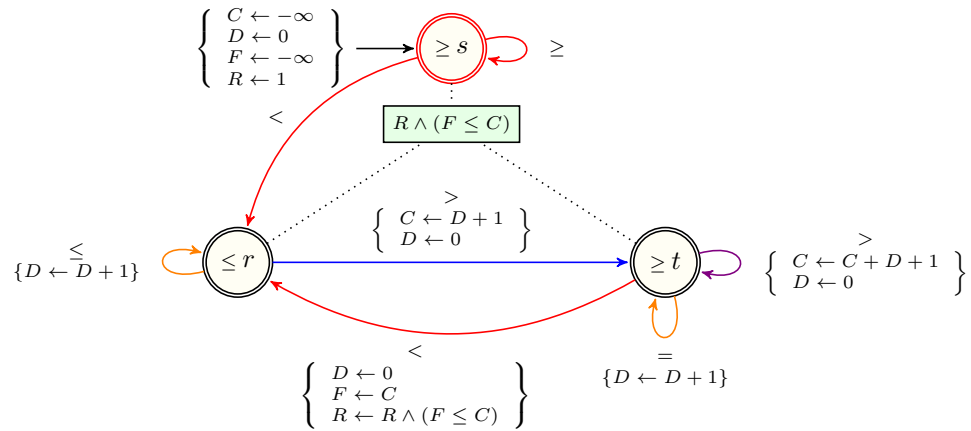 C ← −∞
D ← 0
F ← −∞
R ← 1
≥ s
≥
<
R ∧ (F ≤ C)
>
C ← D + 1
D ← 0
≤
{D ← D + 1}
≤ r
≥ t
>
C ← C + D + 1
D ← 0
=
{D ← D + 1}
<
D ← 0
F ← C
R ← R ∧ (F ≤ C)